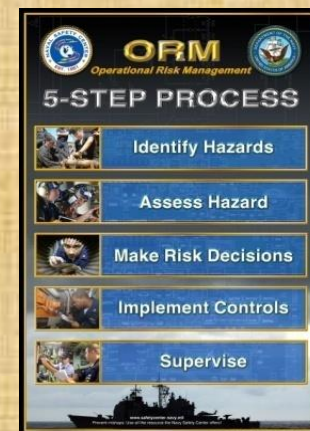 ORM
Operational Risk Management
5-STEP PROCESS
Identify Hazards
Assess Hazard
Make Risk Decisions
Implement Controls
Supervise
www.safetycenter.navy.mil